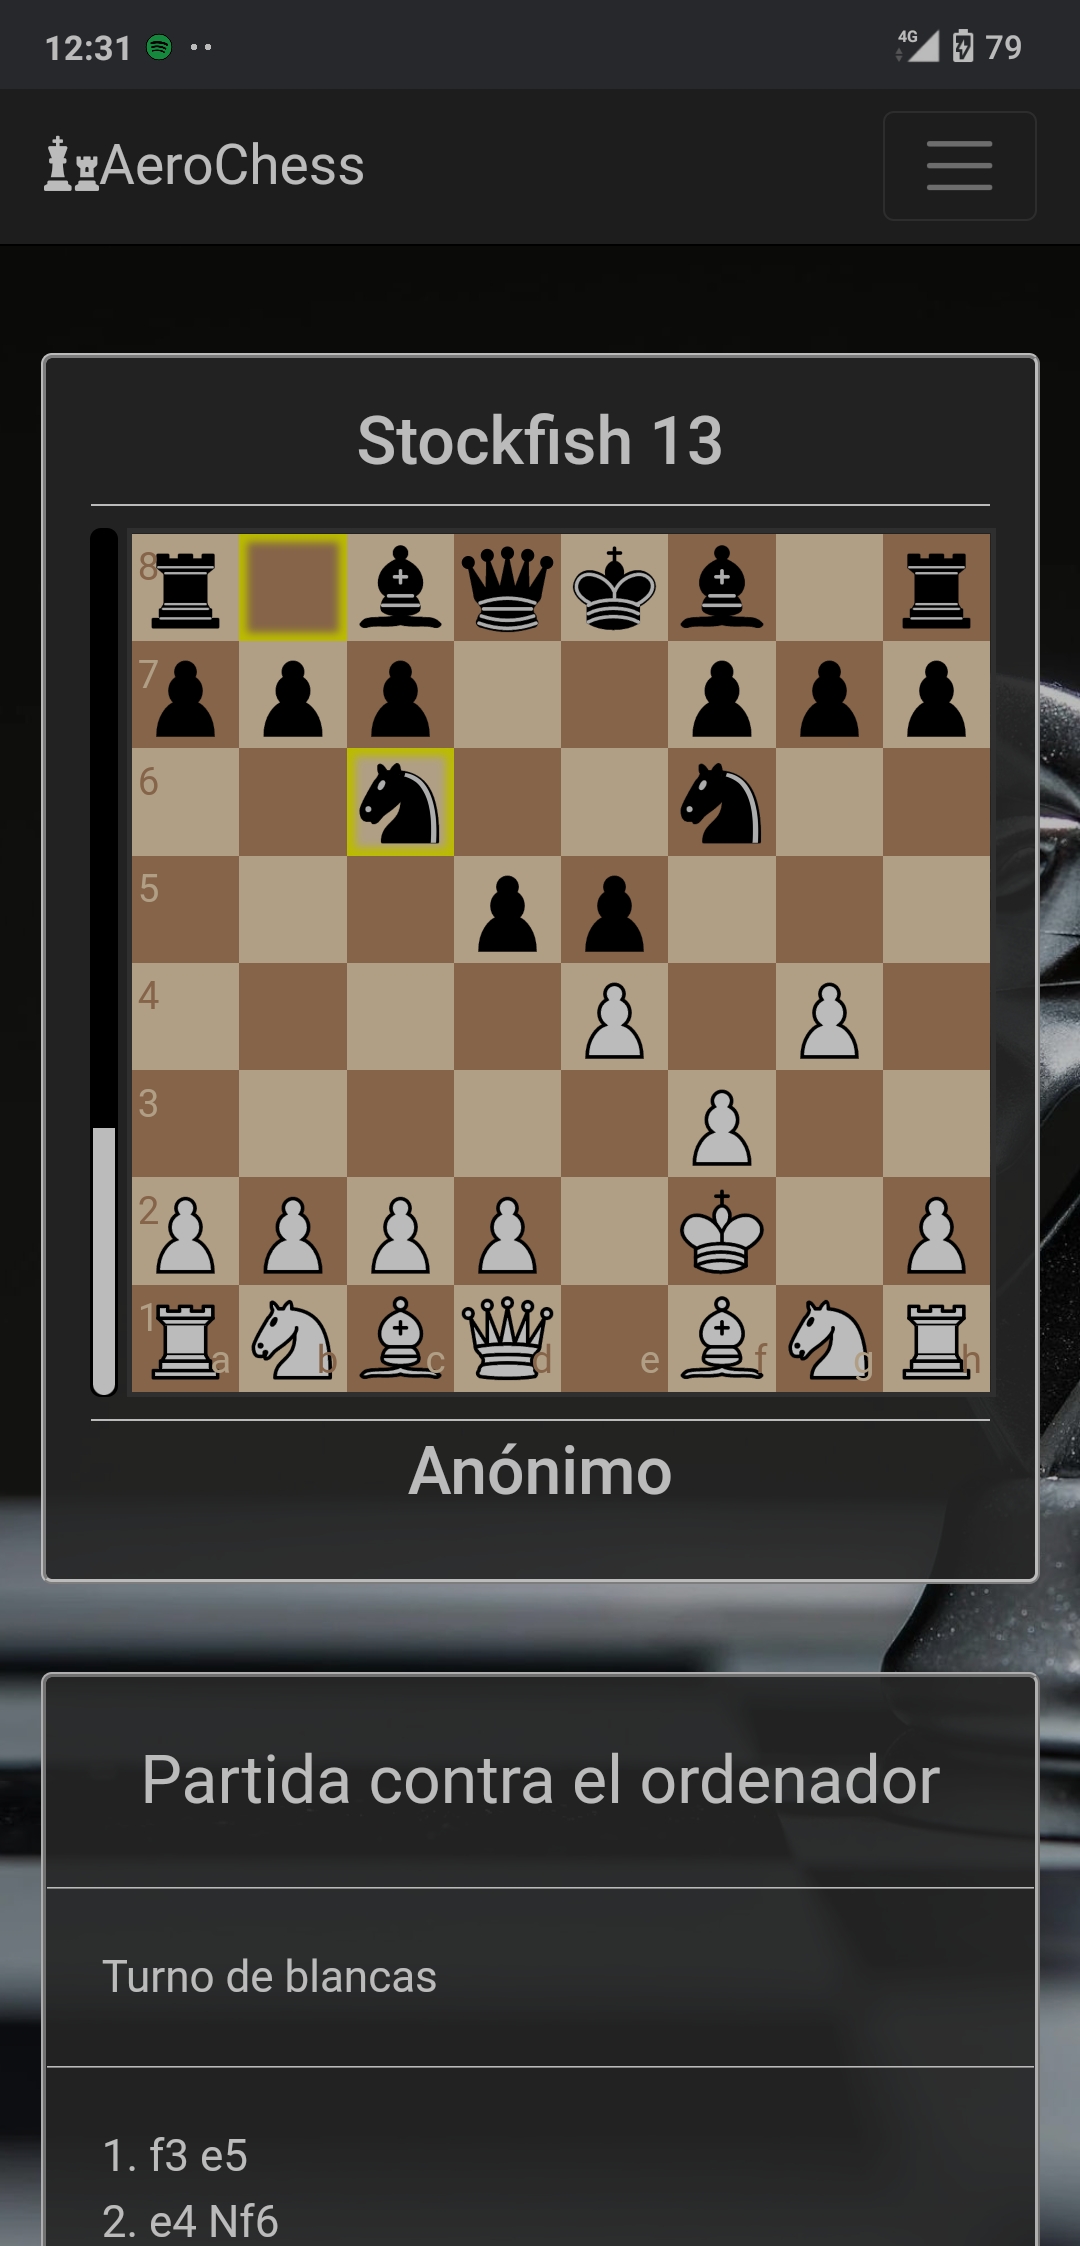 12:31
4G
79
AeroChess
Stockfish 13
8
7
6
5
4
3
2
1
a b c d e f g h
Anónimo
Partida contra el ordenador
Turno de blancas
1. f3 e5
2. e4 Nf6